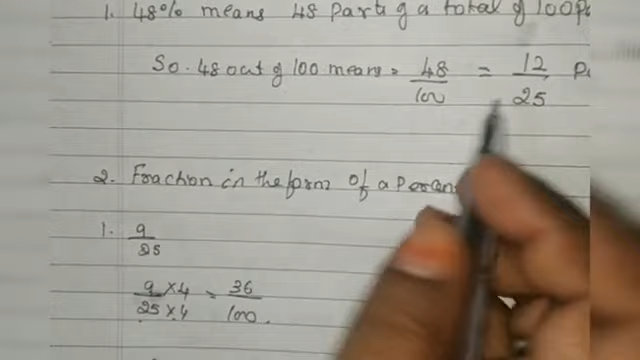 1. 48% means 48 parts of a total of 100 p
So. 48 out of 100 means = 48/100 = 12/25 P
2. Fraction in the form of a Percen
1. 9/25
9×4/25×4 = 36/100.